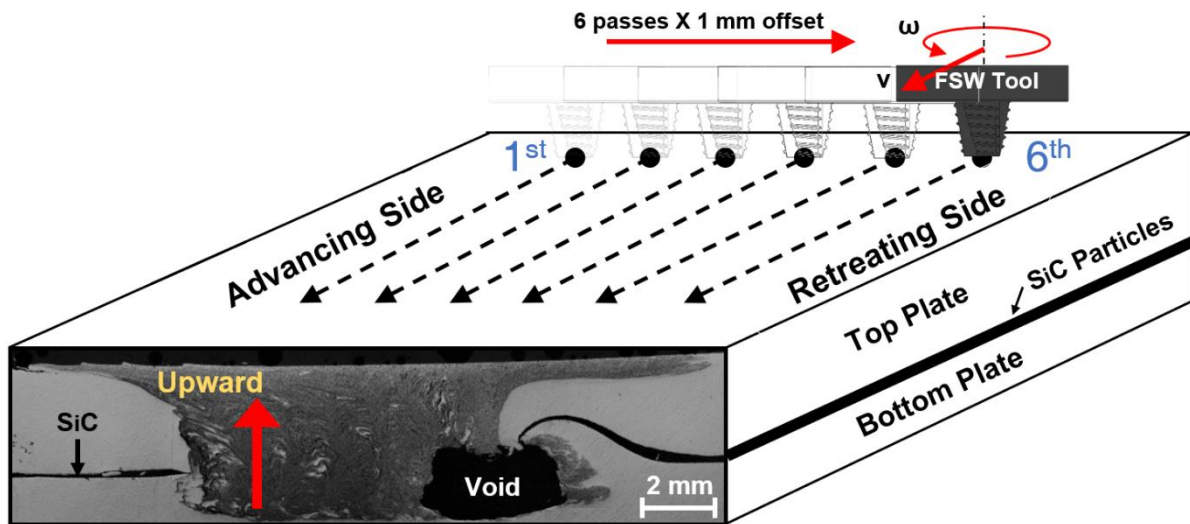 6 passes X 1 mm offset
ω
v
FSW Tool
1st
6th
Advancing Side
Retreating Side
SiC Particles
Top Plate
Bottom Plate
Upward
SiC
Void
2 mm